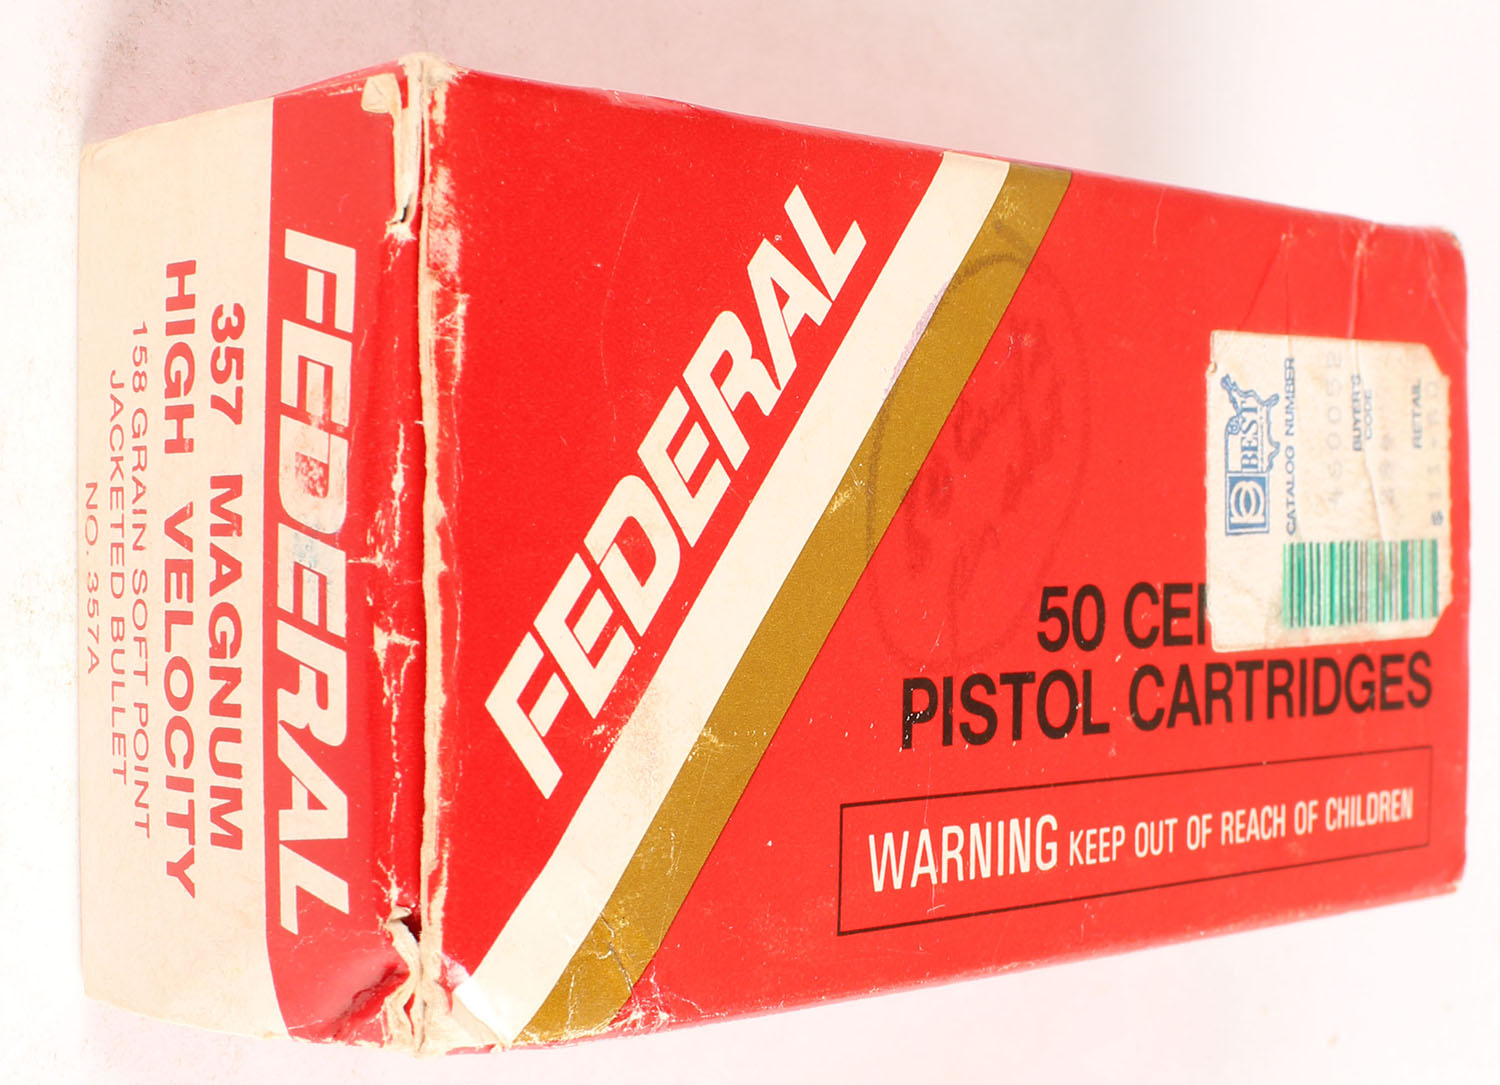 FEDERAL
357 MAGNUM
HIGH VELOCITY
158 GRAIN SOFT POINT
JACKETED BULLET
NO. 357A
FEDERAL
50 CE
PISTOL CARTRIDGES
WARNING KEEP OUT OF REACH OF CHILDREN
BEST
CATALOG NUMBER
BUYER'S
CODE
RETAIL